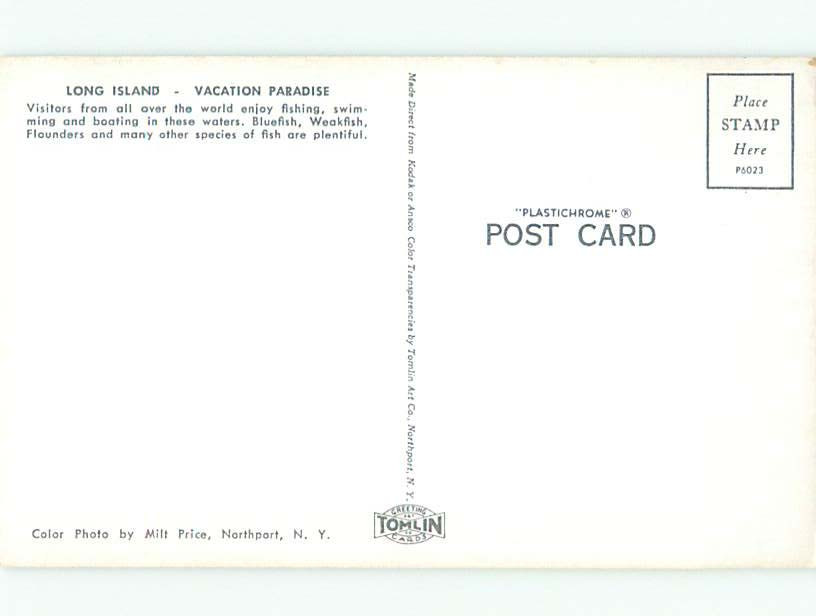 LONG ISLAND - VACATION PARADISE
Visitors from all over the world enjoy fishing, swim-
ming and boating in these waters. Bluefish, Weakfish,
Flounders and many other species of fish are plentiful.
Color Photo by Milt Price, Northport, N. Y.
Made Direct from Kodak or Ansco Color Transparencies by Tomlin Art Co., Northport, N. Y.
GREETING
TOMLIN
CARDS
Place
STAMP
Here
P6023
"PLASTICHROME" ®
POST CARD